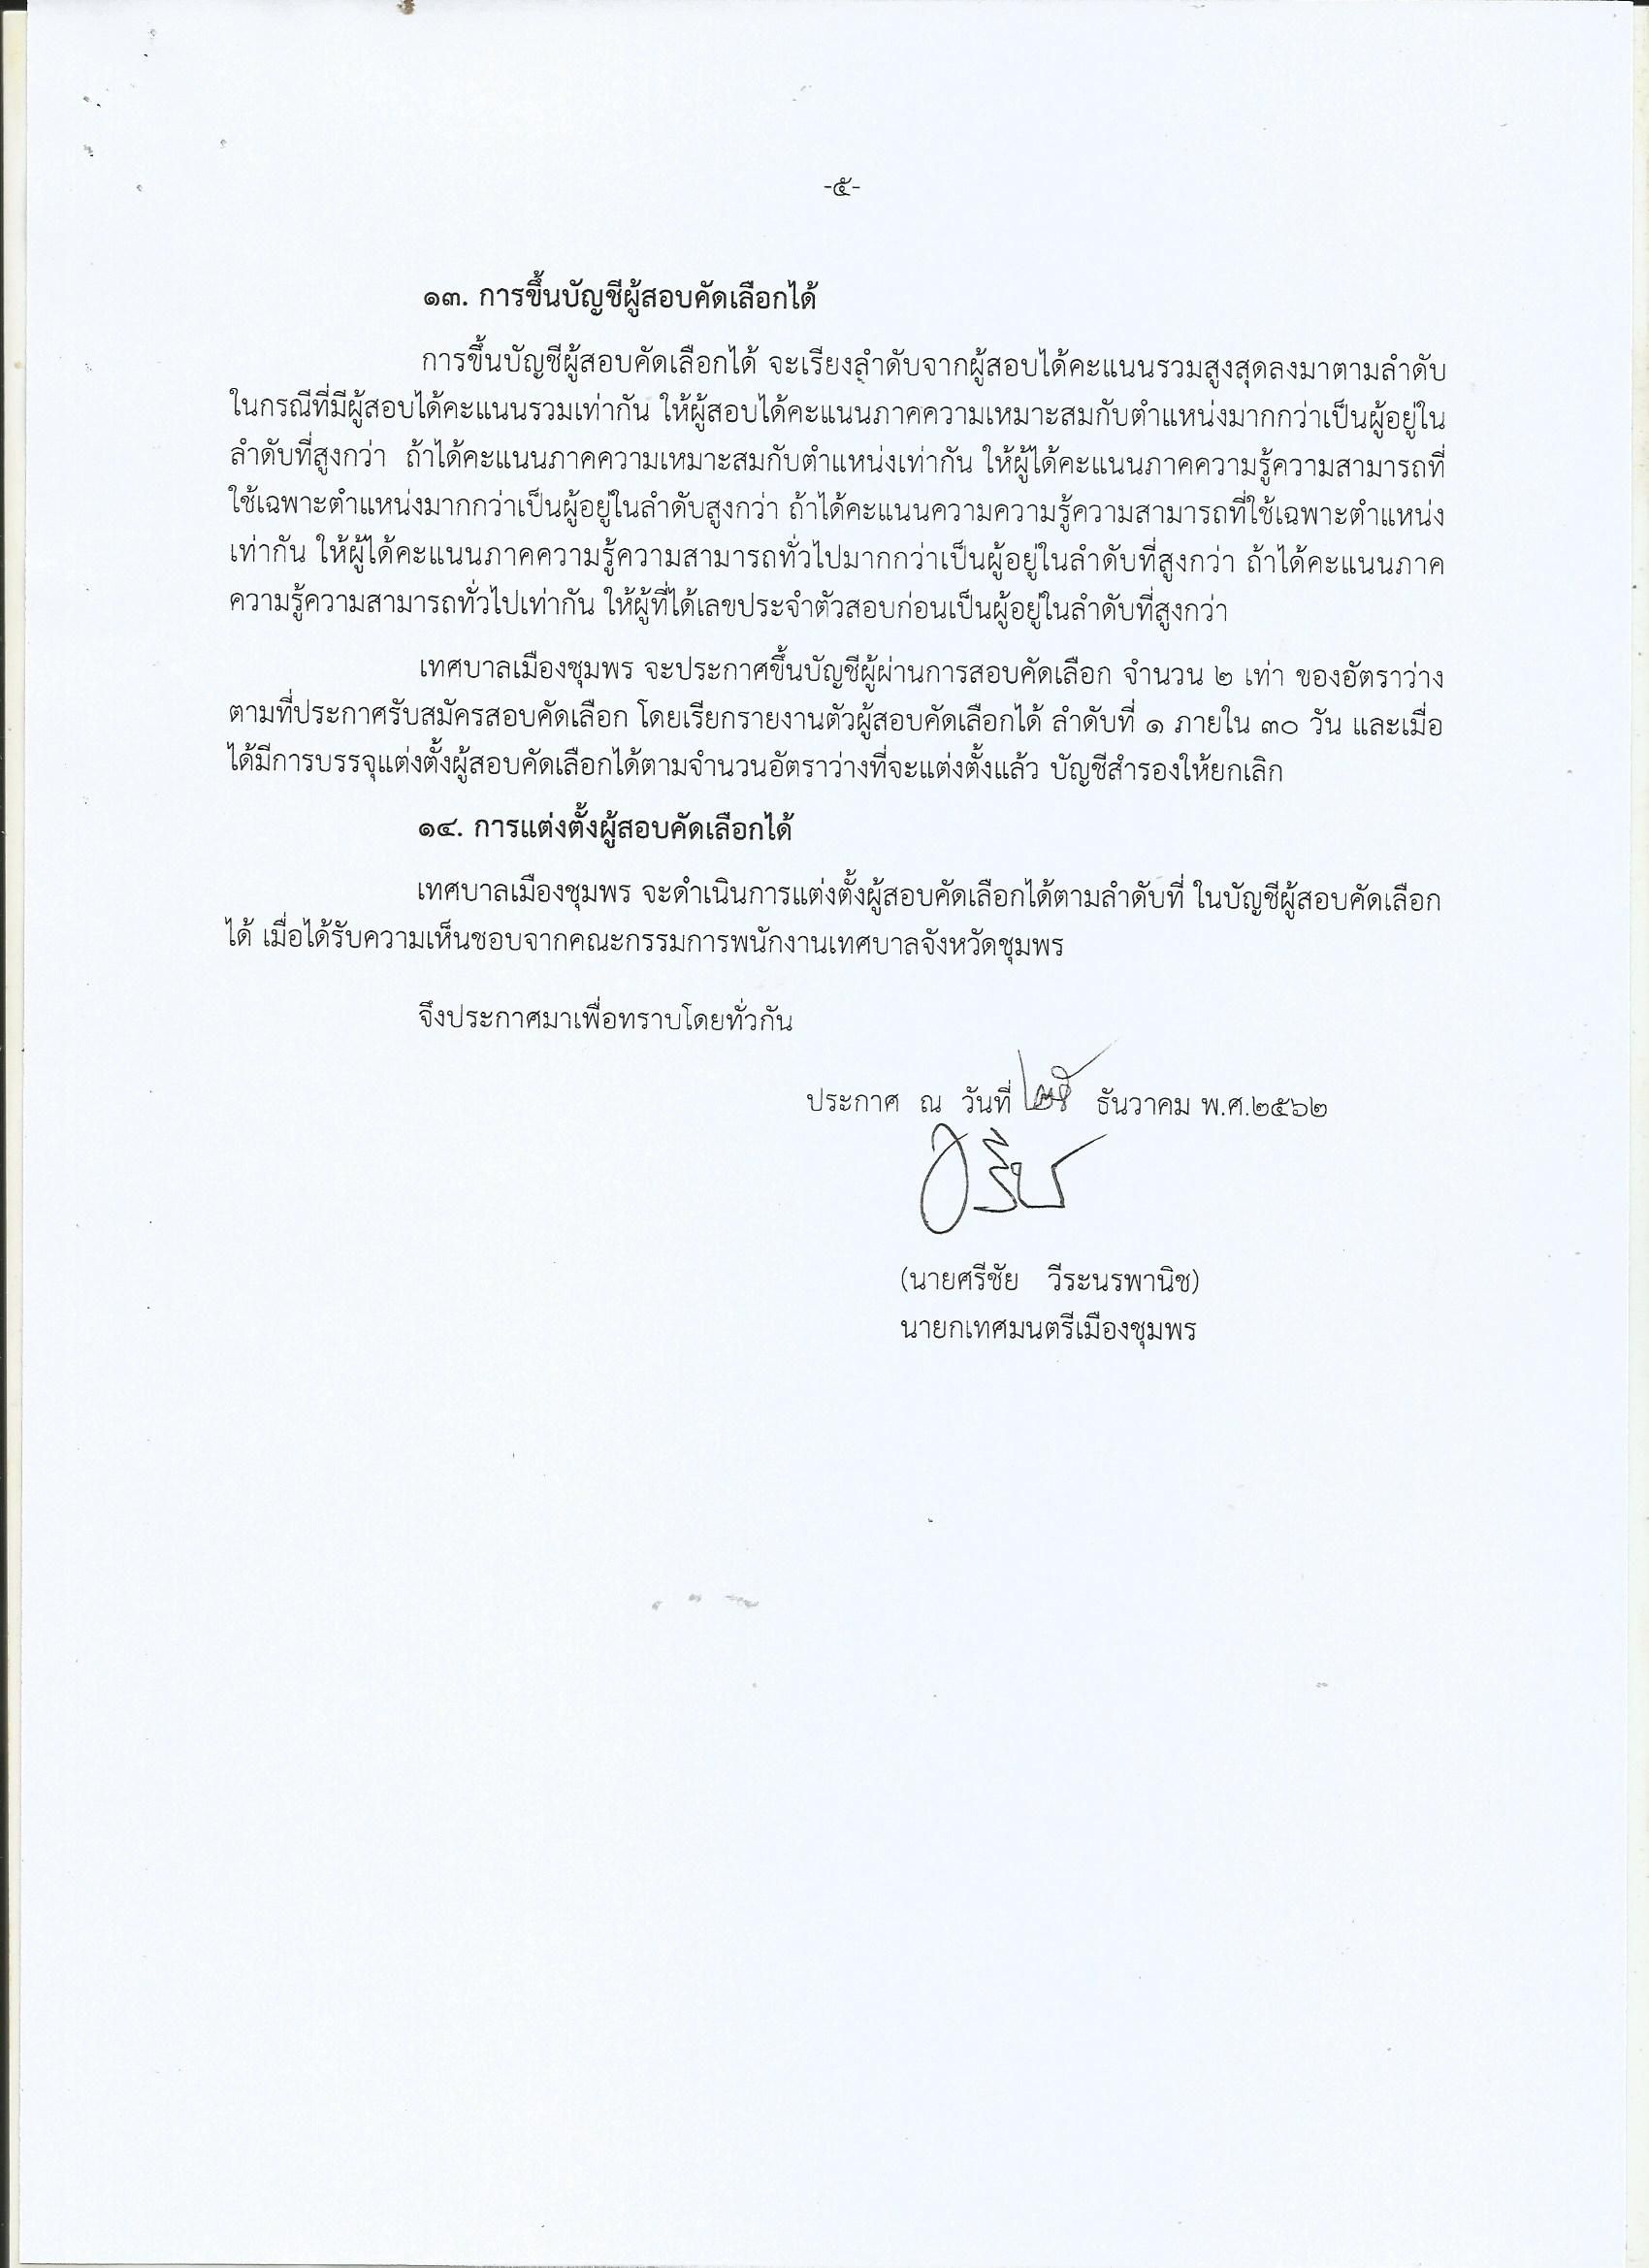 -๕-
๑๓. การขึ้นบัญชีผู้สอบคัดเลือกได้
การขึ้นบัญชีผู้สอบคัดเลือกได้ จะเรียงลำดับจากผู้สอบได้คะแนนรวมสูงสุดลงมาตามลำดับ
ในกรณีที่มีผู้สอบได้คะแนนรวมเท่ากัน ให้ผู้สอบได้คะแนนภาคความเหมาะสมกับตำแหน่งมากกว่าเป็นผู้อยู่ใน
ลำดับที่สูงกว่า ถ้าได้คะแนนภาคความเหมาะสมกับตำแหน่งเท่ากัน ให้ผู้ได้คะแนนภาคความรู้ความสามารถที่
ใช้เฉพาะตำแหน่งมากกว่าเป็นผู้อยู่ในลำดับสูงกว่า ถ้าได้คะแนนความความรู้ความสามารถที่ใช้เฉพาะตำแหน่ง
เท่ากัน ให้ผู้ได้คะแนนภาคความรู้ความสามารถทั่วไปมากกว่าเป็นผู้อยู่ในลำดับที่สูงกว่า ถ้าได้คะแนนภาค
ความรู้ความสามารถทั่วไปเท่ากัน ให้ผู้ที่ได้เลขประจำตัวสอบก่อนเป็นผู้อยู่ในลำดับที่สูงกว่า
เทศบาลเมืองชุมพร จะประกาศขึ้นบัญชีผู้ผ่านการสอบคัดเลือก จำนวน ๒ เท่า ของอัตราว่าง
ตามที่ประกาศรับสมัครสอบคัดเลือก โดยเรียกรายงานตัวผู้สอบคัดเลือกได้ ลำดับที่ ๑ ภายใน ๓๐ วัน และเมื่อ
ได้มีการบรรจุแต่งตั้งผู้สอบคัดเลือกได้ตามจำนวนอัตราว่างที่จะแต่งตั้งแล้ว บัญชีสำรองให้ยกเลิก
๑๔. การแต่งตั้งผู้สอบคัดเลือกได้
เทศบาลเมืองชุมพร จะดำเนินการแต่งตั้งผู้สอบคัดเลือกได้ตามลำดับที่ ในบัญชีผู้สอบคัดเลือก
ได้ เมื่อได้รับความเห็นชอบจากคณะกรรมการพนักงานเทศบาลจังหวัดชุมพร
จึงประกาศมาเพื่อทราบโดยทั่วกัน
ประกาศ ณ วันที่ ธันวาคม พ.ศ.๒๕๖๒
(นายศรีชัย วีระนรพานิช)
นายกเทศมนตรีเมืองชุมพร